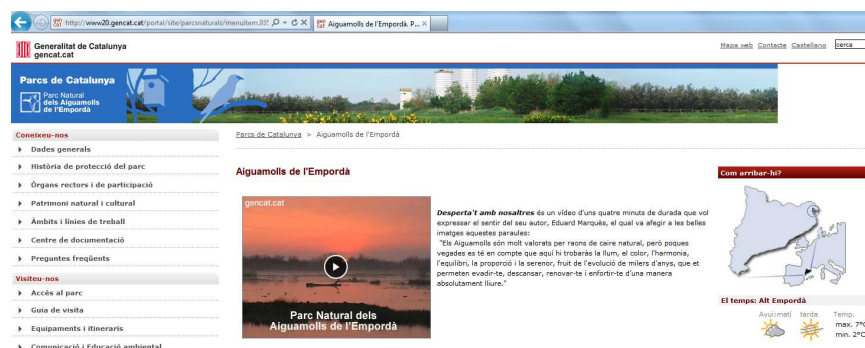 http://www20.gencat.cat/portal/site/parcsnaturals/menuitem.93
Aiguamolls de l'Empordà. P...
Generalitat de Catalunya
gencat.cat
Mapa web Contacte Castellano cerca
Parcs de Catalunya
Parc Natural
dels Aiguamolls
de l'Empordà
Coneixeu-nos
Dades generals
Història de protecció del parc
Òrgans rectors i de participació
Patrimoni natural i cultural
Àmbits i línies de treball
Centre de documentació
Preguntes freqüents
Visiteu-nos
Accés al parc
Guia de visita
Equipaments i itineraris
Comunicació i Educació ambiental
Parcs de Catalunya > Aiguamolls de l'Empordà
Aiguamolls de l'Empordà
gencat.cat
Parc Natural dels
Aiguamolls de l'Empordà
Desperta't amb nosaltres és un vídeo d'uns quatre minuts de durada que vol
expressar el sentir del seu autor, Eduard Marquès, el qual va afegir a les belles
imatges aquestes paraules:
"Els Aiguamolls són molt valorats per raons de caire natural, però poques
vegades es té en compte que aquí hi trobaràs la llum, el color, l'harmonia,
l'equilibri, la proporció i la serenor, fruit de l'evolució de milers d'anys, que et
permeten evadir-te, descansar, renovar-te i enfortir-te d'una manera
absolutament lliure."
Com arribar-hi?
El temps: Alt Empordà
Avui:matí tarda Temp.
max. 7º
min. 2º